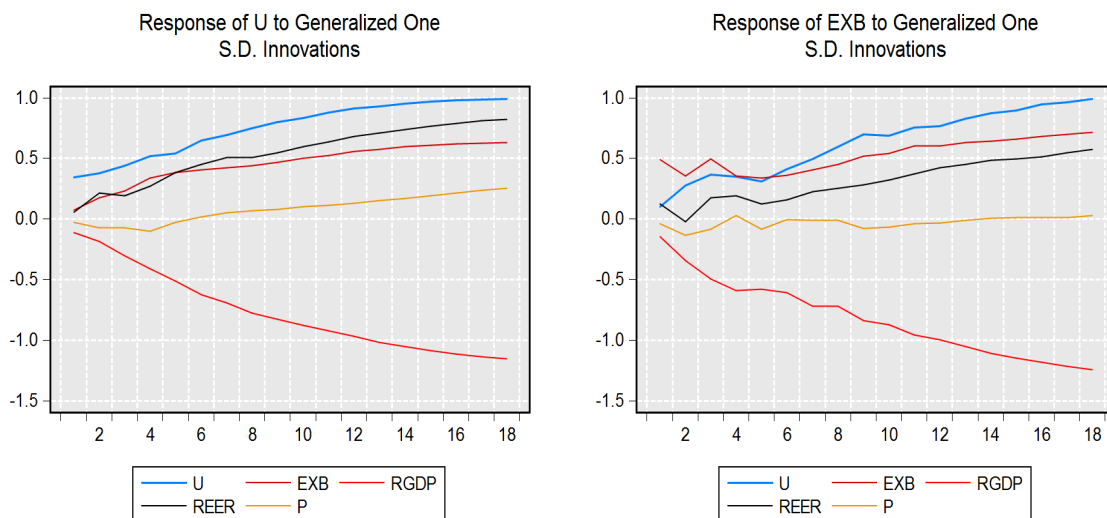 Response of U to Generalized One
S.D. Innovations
1.0
0.5
0.0
-0.5
-1.0
-1.5
2 4 6 8 10 12 14 16 18
U EXB RGDP
REER P
Response of EXB to Generalized One
S.D. Innovations
1.0
0.5
0.0
-0.5
-1.0
-1.5
2 4 6 8 10 12 14 16 18
U EXB RGDP
REER P